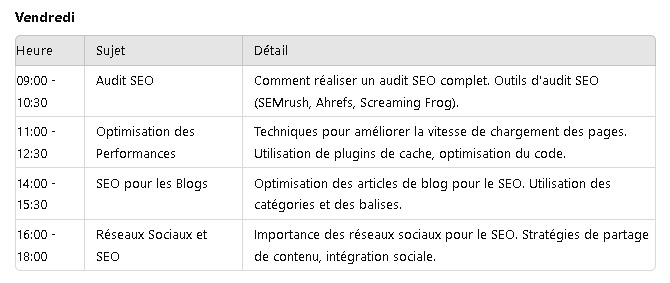 Vendredi
Heure Sujet Détail
09:00 - Audit SEO Comment réaliser un audit SEO complet. Outils d'audit SEO
10:30 (SEMrush, Ahrefs, Screaming Frog).
11:00 - Optimisation des Techniques pour améliorer la vitesse de chargement des pages.
12:30 Performances Utilisation de plugins de cache, optimisation du code.
14:00 - SEO pour les Blogs Optimisation des articles de blog pour le SEO. Utilisation des
15:30 catégories et des balises.
16:00 - Réseaux Sociaux et Importance des réseaux sociaux pour le SEO. Stratégies de partage
18:00 SEO de contenu, intégration sociale.